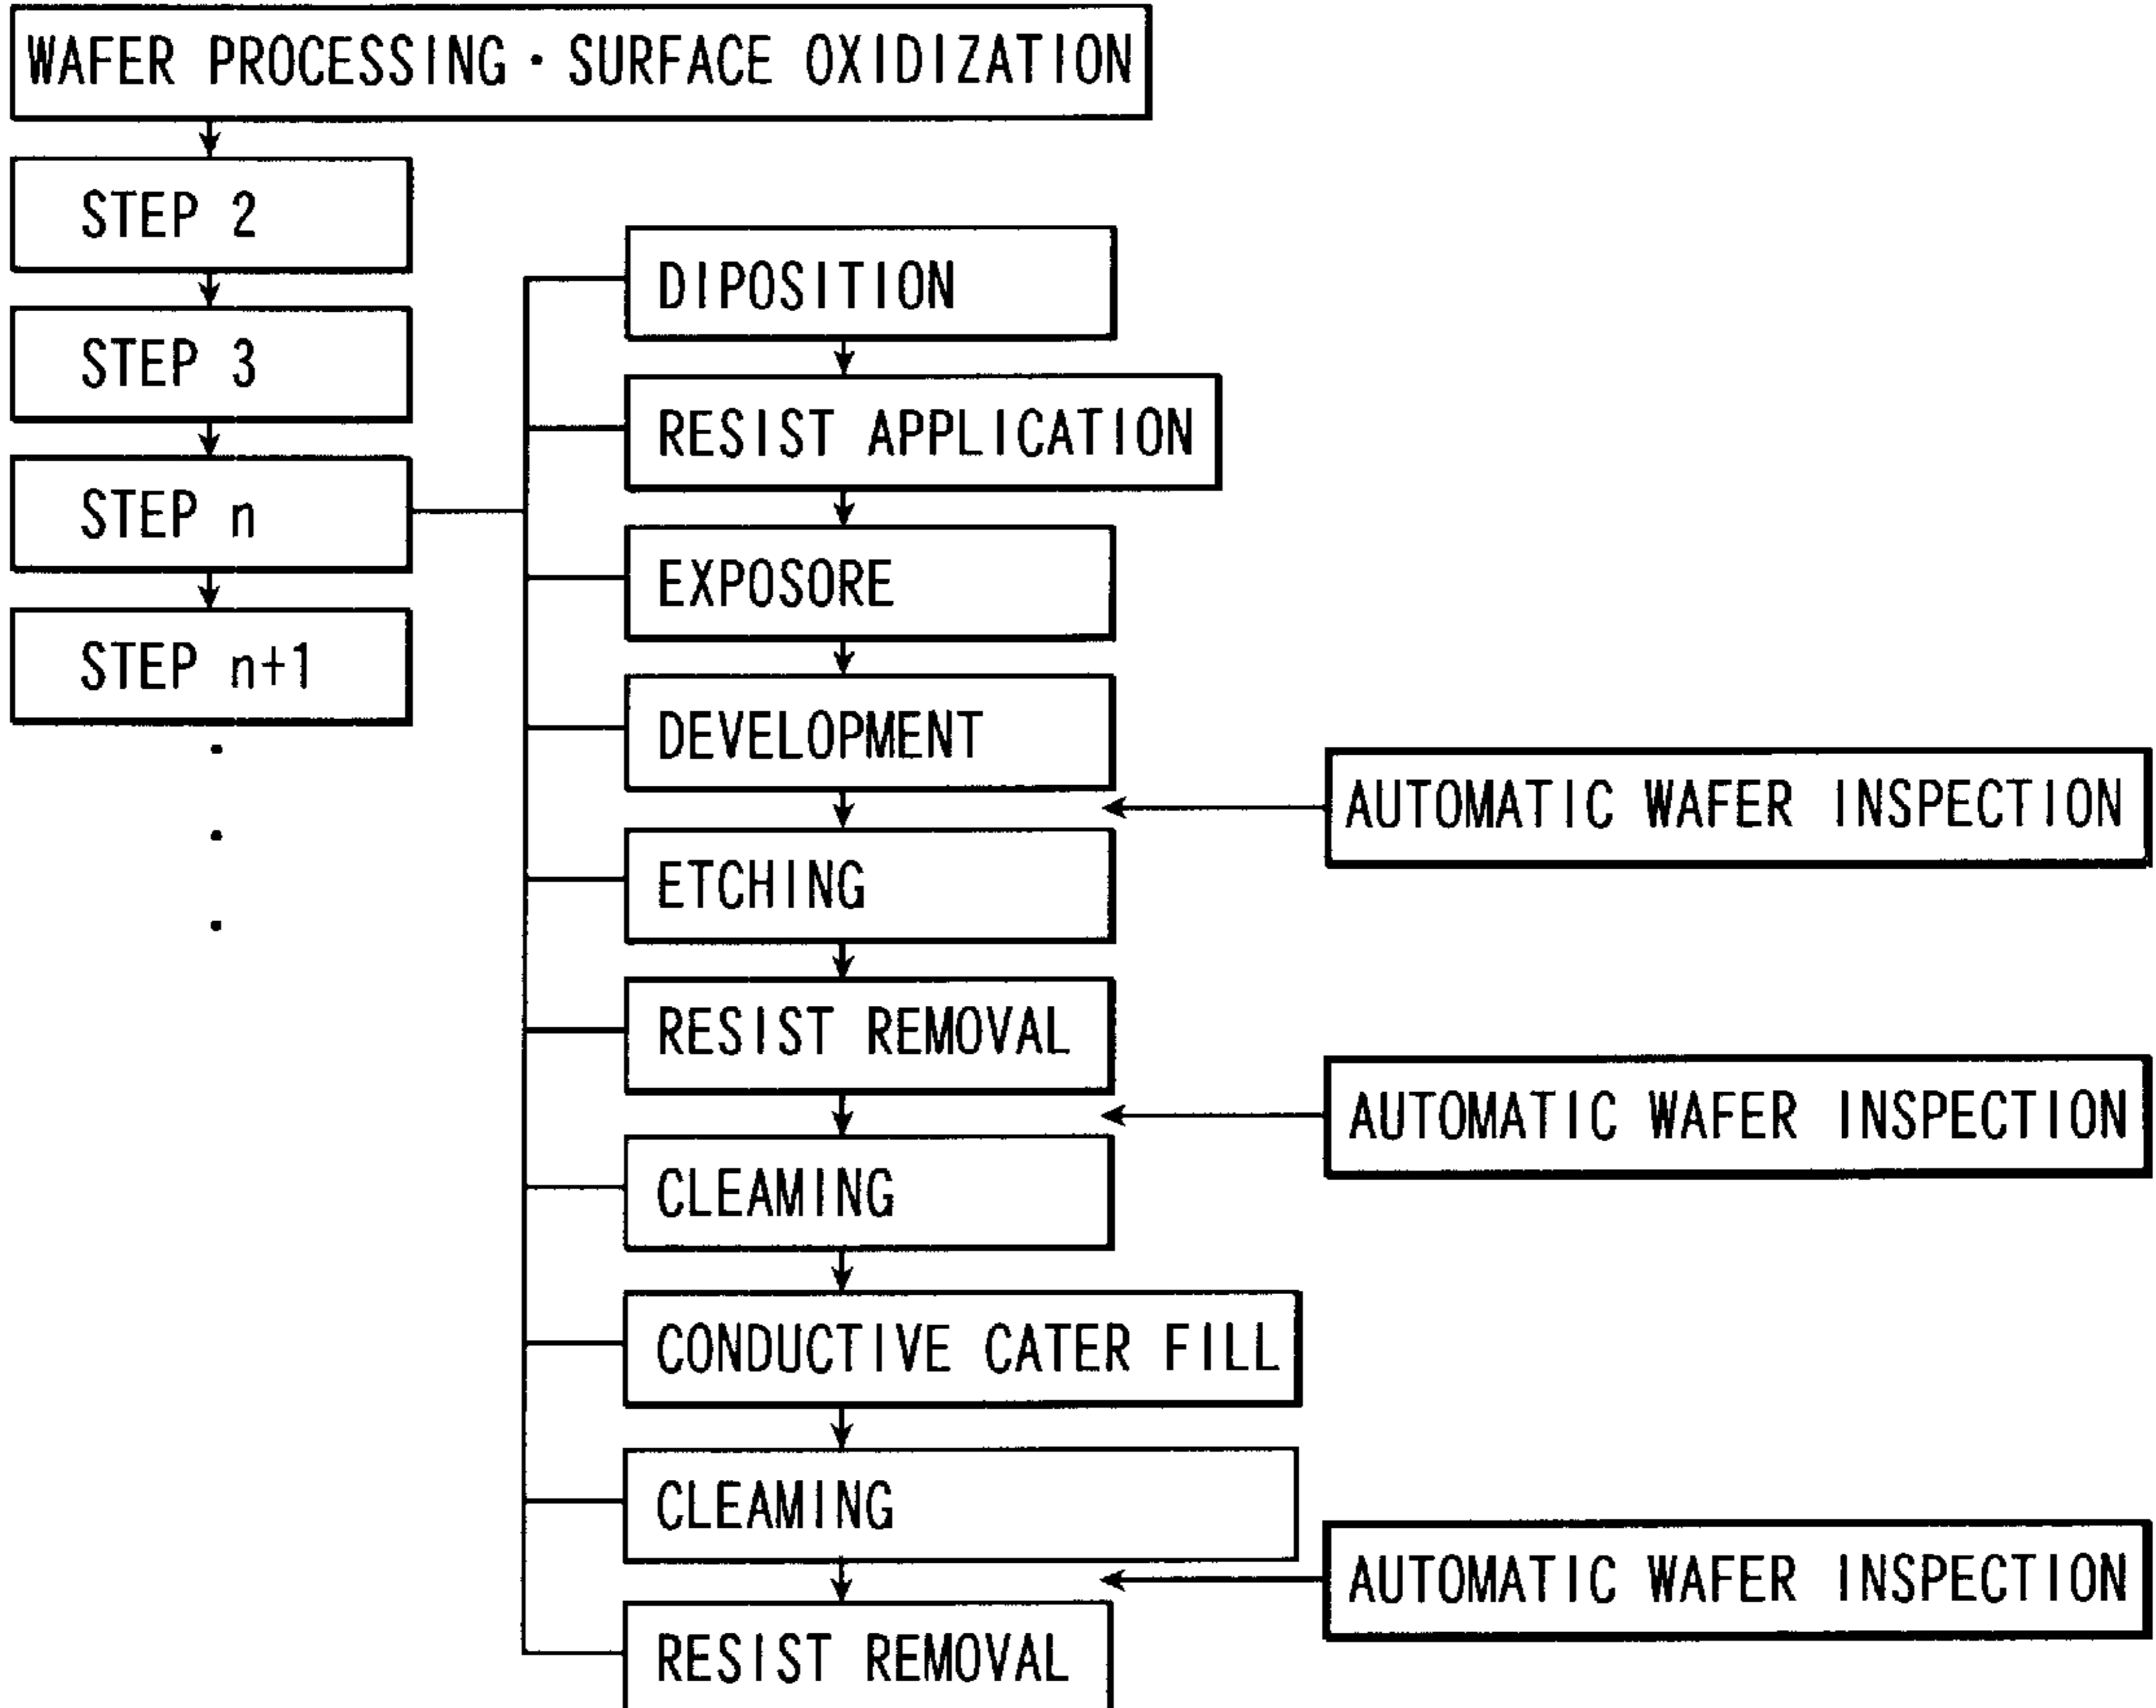 WAFER PROCESSING・SURFACE OXIDIZATION
STEP 2
STEP 3
STEP n
STEP n+1
DIPOSITION
RESIST APPLICATION
EXPOSORE
DEVELOPMENT
AUTOMATIC WAFER INSPECTION
ETCHING
RESIST REMOVAL
AUTOMATIC WAFER INSPECTION
CLEAMING
CONDUCTIVE CATER FILL
CLEAMING
AUTOMATIC WAFER INSPECTION
RESIST REMOVAL